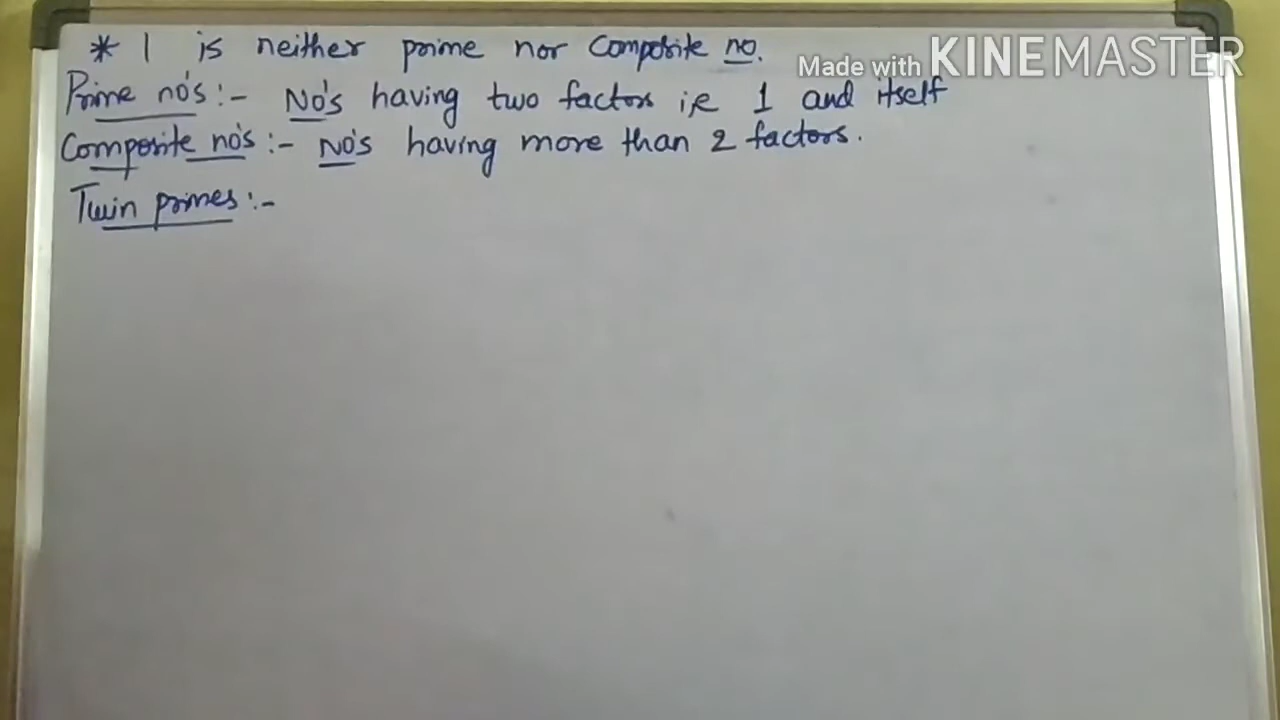 * 1 is neither prime nor composite no.
Made with KINEMASTER
Prime no's :- No's having two factors i.e 1 and itself
Composite no's :- No's having more than 2 factors.
Twin primes :-